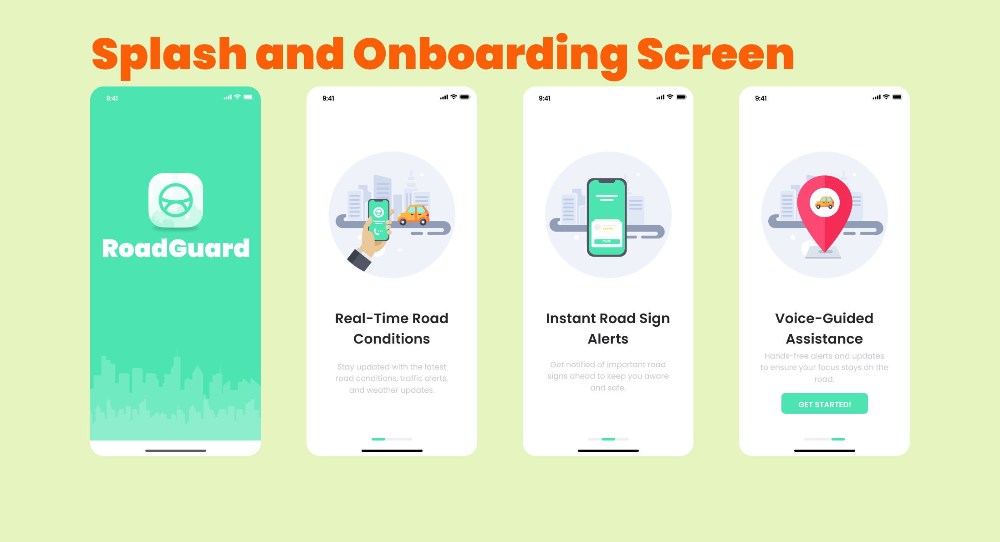 Splash and Onboarding Screen
9:41
RoadGuard
9:41
Real-Time Road
Conditions
Stay updated with the latest
road conditions, traffic alerts,
and weather updates.
9:41
Confi
Instant Road Sign
Alerts
Get notified of important road
signs ahead to keep you aware
and safe.
9:41
Voice-Guided
Assistance
Hands-free alerts and updates
to ensure your focus stays on the
road.
GET STARTED!